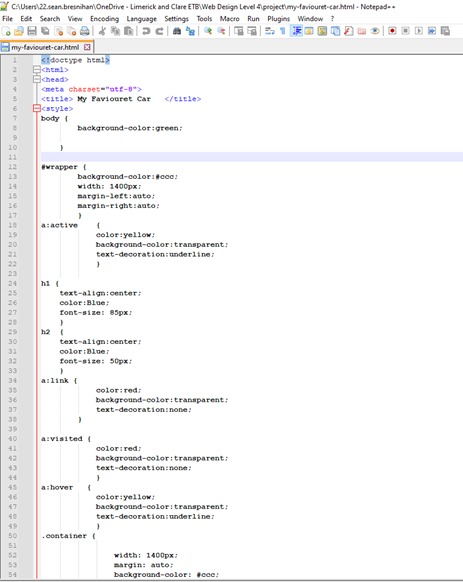 C:\Users\22.sean.bresnihan\OneDrive - Limerick and Clare ETB\Web Design Level 4\project\my-faviouret-car.html - Notepad++
File Edit Search View Encoding Language Settings Tools Macro Run Plugins Window ?
my-faviouret-car.html
1 <!doctype html>
2 <html>
3 <head>
4 <meta charset="utf-8">
5 <title> My Faviouret Car </title>
6 <style>
7 body {
8 background-color:green;
9
10 }
11
12 #wrapper {
13 background-color:#ccc;
14 width: 1400px;
15 margin-left:auto;
16 margin-right:auto;
17 }
18 a:active {
19 color:yellow;
20 background-color:transparent;
21 text-decoration:underline;
22 }
23
24 h1 {
25 text-align:center;
26 color:Blue;
27 font-size: 85px;
28 }
29 h2 {
30 text-align:center;
31 color:Blue;
32 font-size: 50px;
33 }
34 a:link {
35 color:red;
36 background-color:transparent;
37 text-decoration:none;
38 }
39
40 a:visited {
41 color:red;
42 background-color:transparent;
43 text-decoration:none;
44 }
45 a:hover {
46 color:yellow;
47 background-color:transparent;
48 text-decoration:underline;
49 }
50 .container {
51
52 width: 1400px;
53 margin: auto;
54 background-color: #ccc;